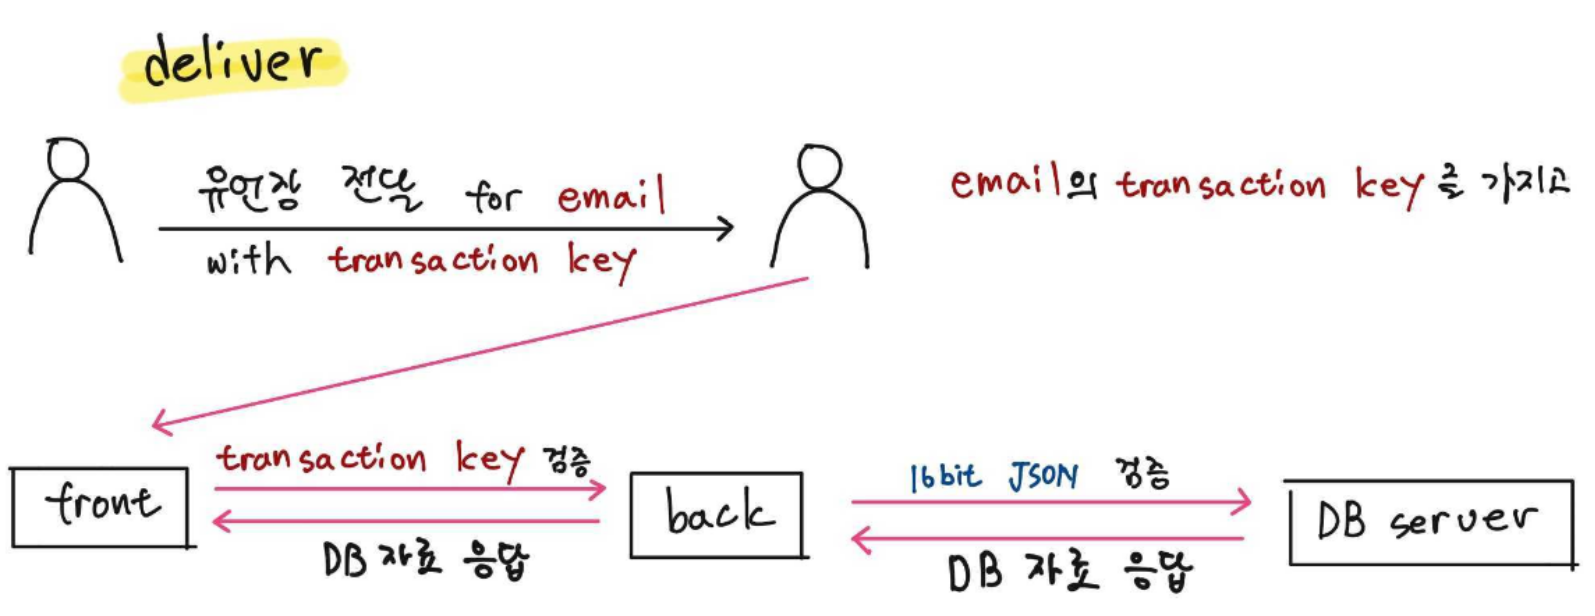 deliver
유언장 전달 for email
with transaction key
email의 transaction key를 가지고
transaction key 검증
16bit JSON 검증
front
back
DB server
DB 자료 응답
DB 자료 응답